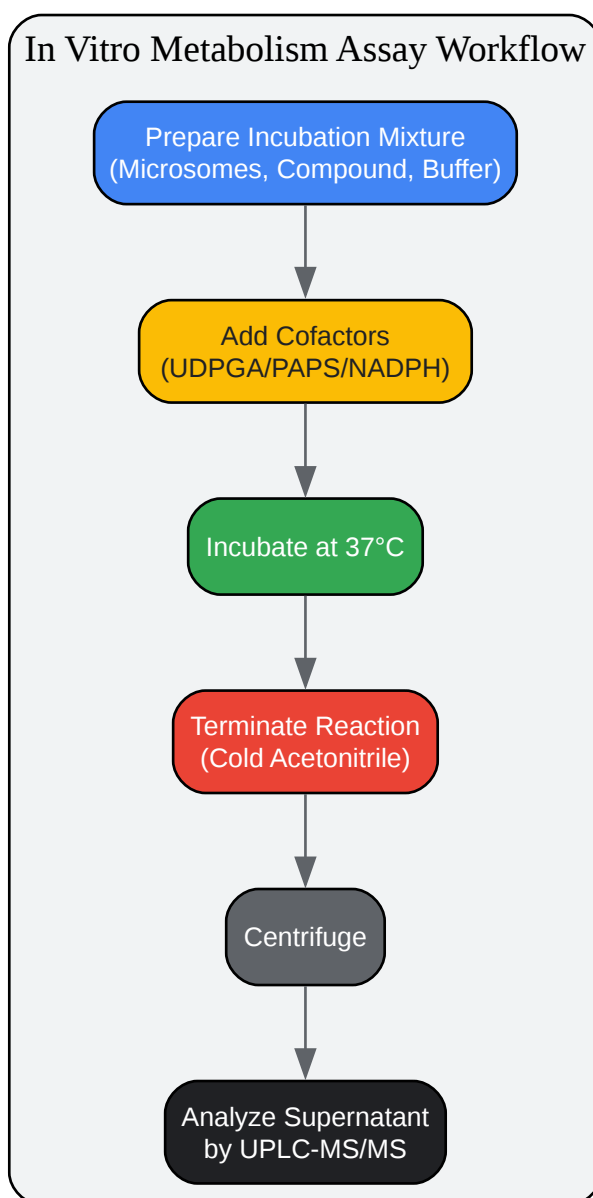 In Vitro Metabolism Assay Workflow
Prepare Incubation Mixture
(Microsomes, Compound, Buffer)
Add Cofactors
(UDPGA/PAPS/NADPH)
Incubate at 37°C
Terminate Reaction
(Cold Acetonitrile)
Centrifuge
Analyze Supernatant
by UPLC-MS/MS